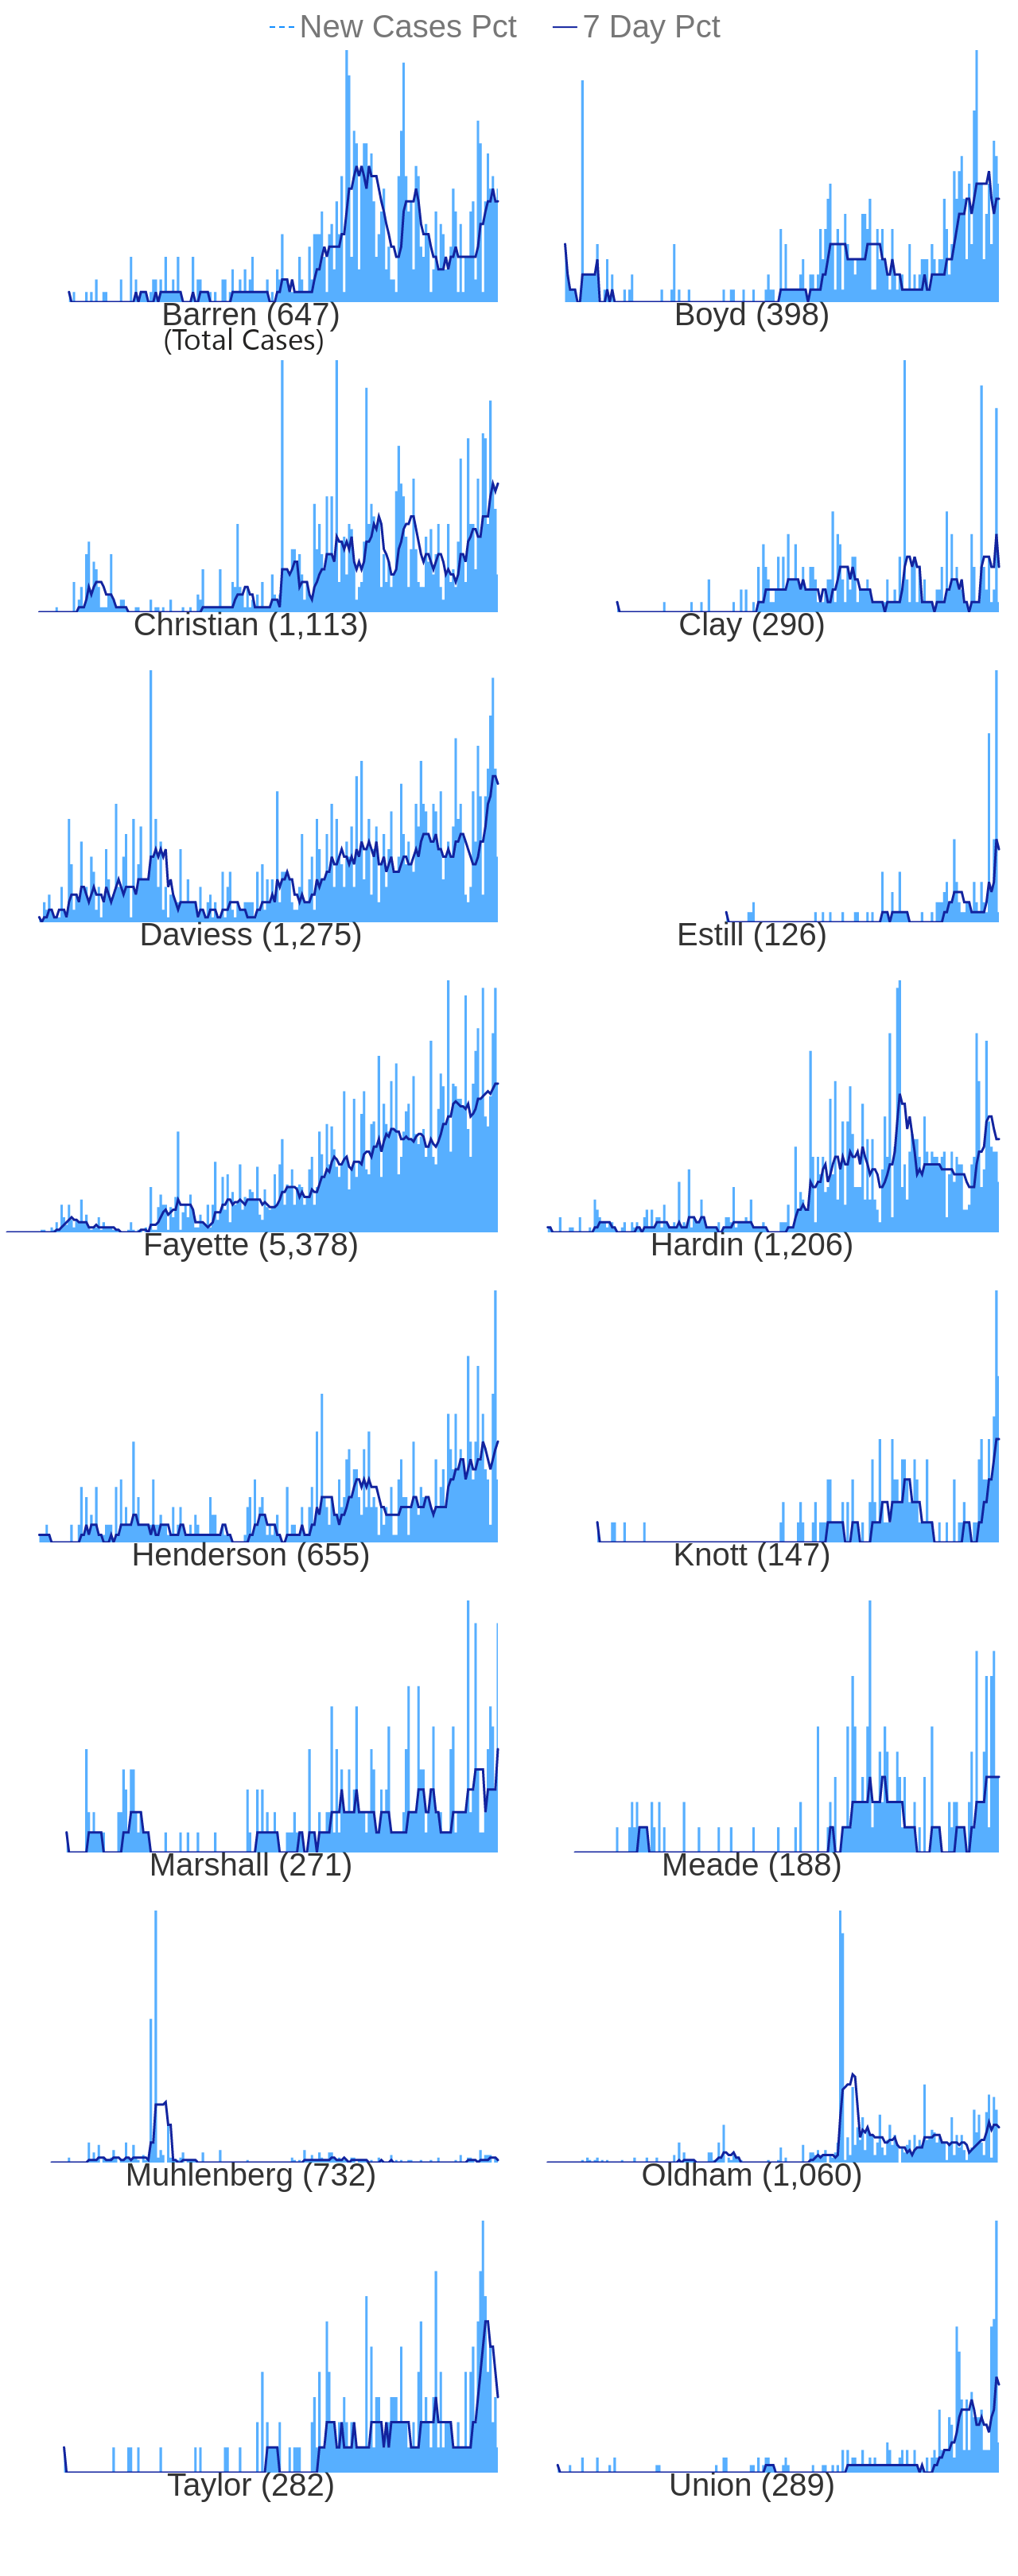 New Cases Pct 7 Day Pct
Barren (647) Boyd (398)
(Total Cases)
Christian (1,113) Clay (290)
Daviess (1,275) Estill (126)
Fayette (5,378) Hardin (1,206)
Henderson (655) Knott (147)
Marshall (271) Meade (188)
Muhlenberg (732) Oldham (1,060)
Taylor (282) Union (289)